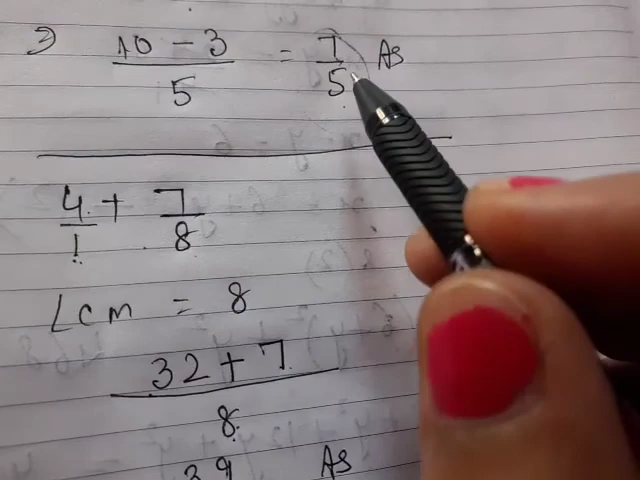 ⇒ 10 - 3 / 5 = 7 / 5 As
4 / 1 + 7 / 8
Lcm = 8
32 + 7 / 8
39 As